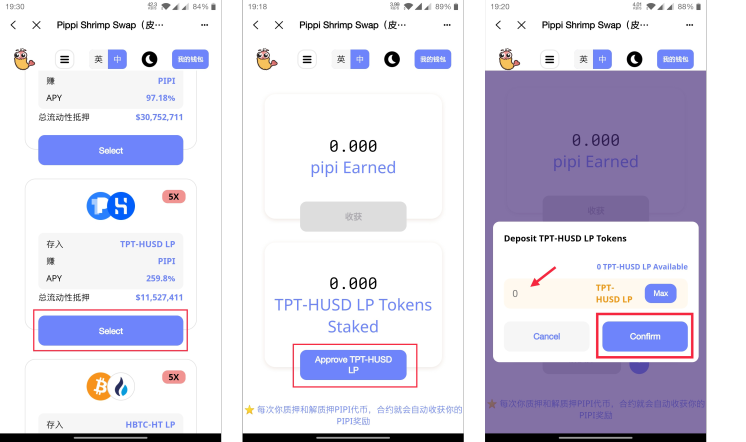 19:30
84%
Pippi Shrimp Swap（皮…
英 中
我的钱包
赚 PIPI
APY 97.18%
总流动性抵押 $30,752,711
Select
5X
存入 TPT-HUSD LP
赚 PIPI
APY 259.8%
总流动性抵押 $11,527,411
Select
5X
存入 HBTC-HT LP
19:18
89%
Pippi Shrimp Swap（皮…
英 中
我的钱包
0.000
pipi Earned
收获
0.000
TPT-HUSD LP Tokens
Staked
Approve TPT-HUSD
LP
每次你质押和解质押PIPI代币，合约就会自动收获你的
PIPI奖励
19:20
88%
Pippi Shrimp Swap（皮…
英 中
我的钱包
0.000
pipi Earned
收获
Deposit TPT-HUSD LP Tokens
0 TPT-HUSD LP Available
0
TPT-
HUSD LP
Max
Cancel
Confirm
每次你质押和解质押PIPI代币，合约就会自动收获你的
PIPI奖励